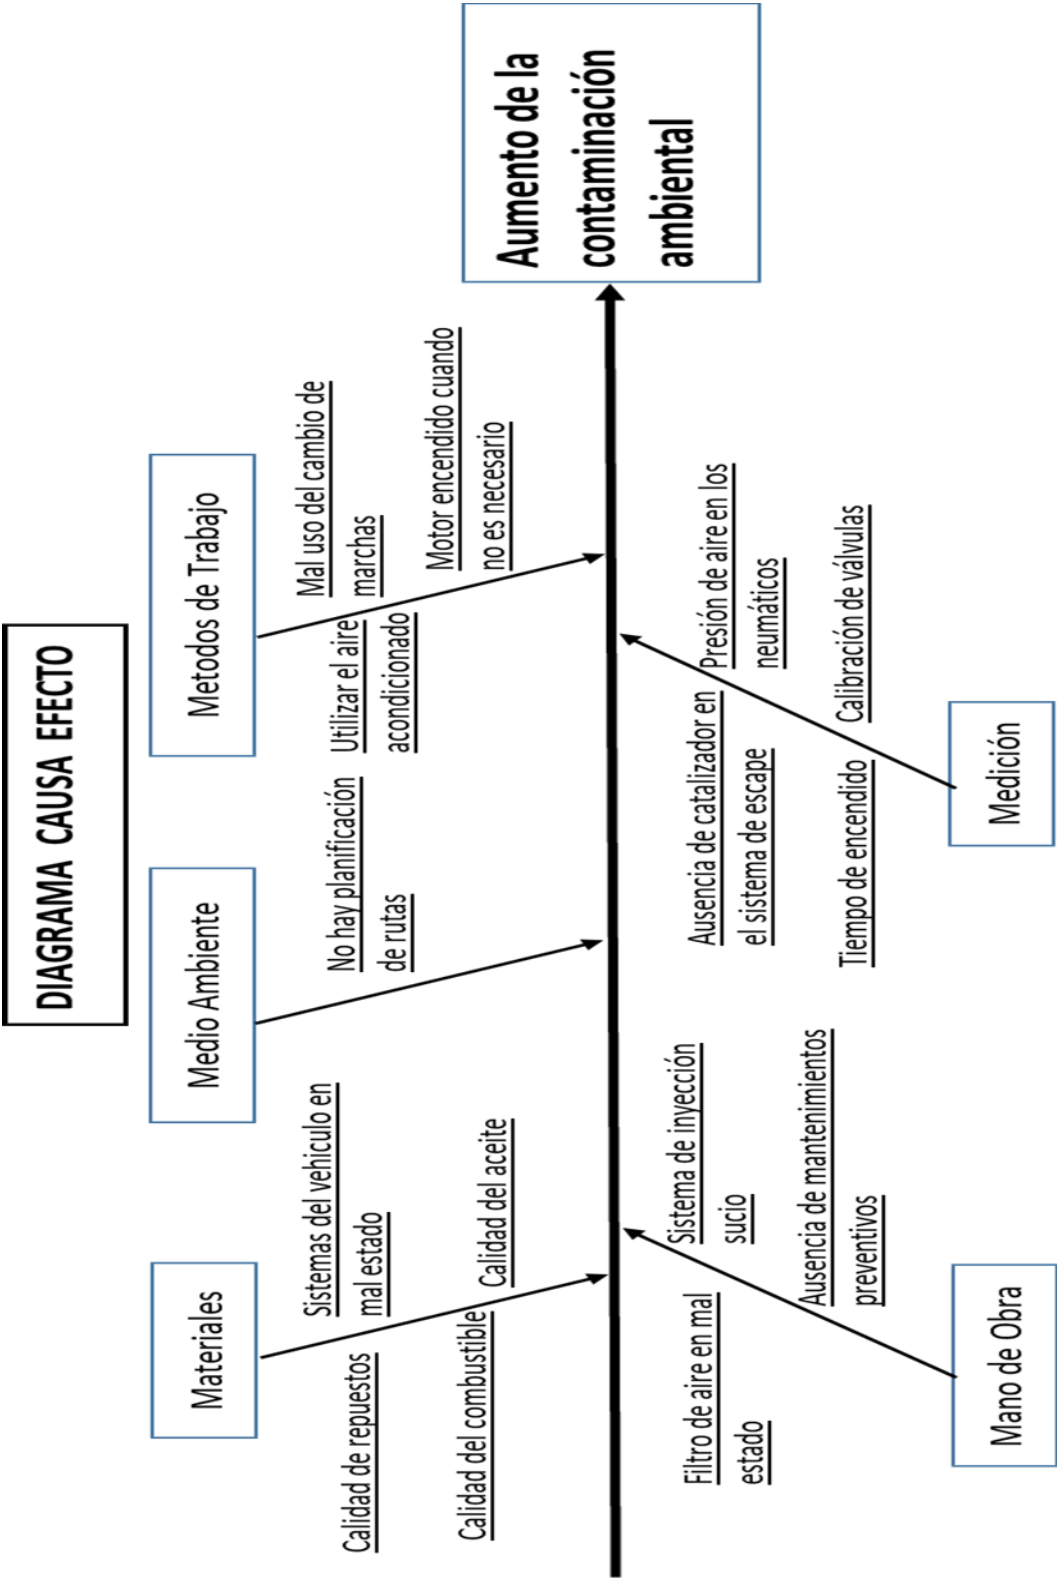 DIAGRAMA CAUSA EFECTO
Materiales
Medio Ambiente
Metodos de Trabajo
Sistemas del vehiculo en
mal estado
Calidad de repuestos
Calidad del aceite
Calidad del combustible
No hay planificación
de rutas
Mal uso del cambio de
marchas
Utilizar el aire
acondicionado
Motor encendido cuando
no es necesario
Aumento de la
contaminación
ambiental
Sistema de inyección
sucio
Filtro de aire en mal
estado
Ausencia de mantenimientos
preventivos
Ausencia de catalizador en
el sistema de escape
Presión de aire en los
neumáticos
Tiempo de encendido
Calibración de válvulas
Mano de Obra
Medición